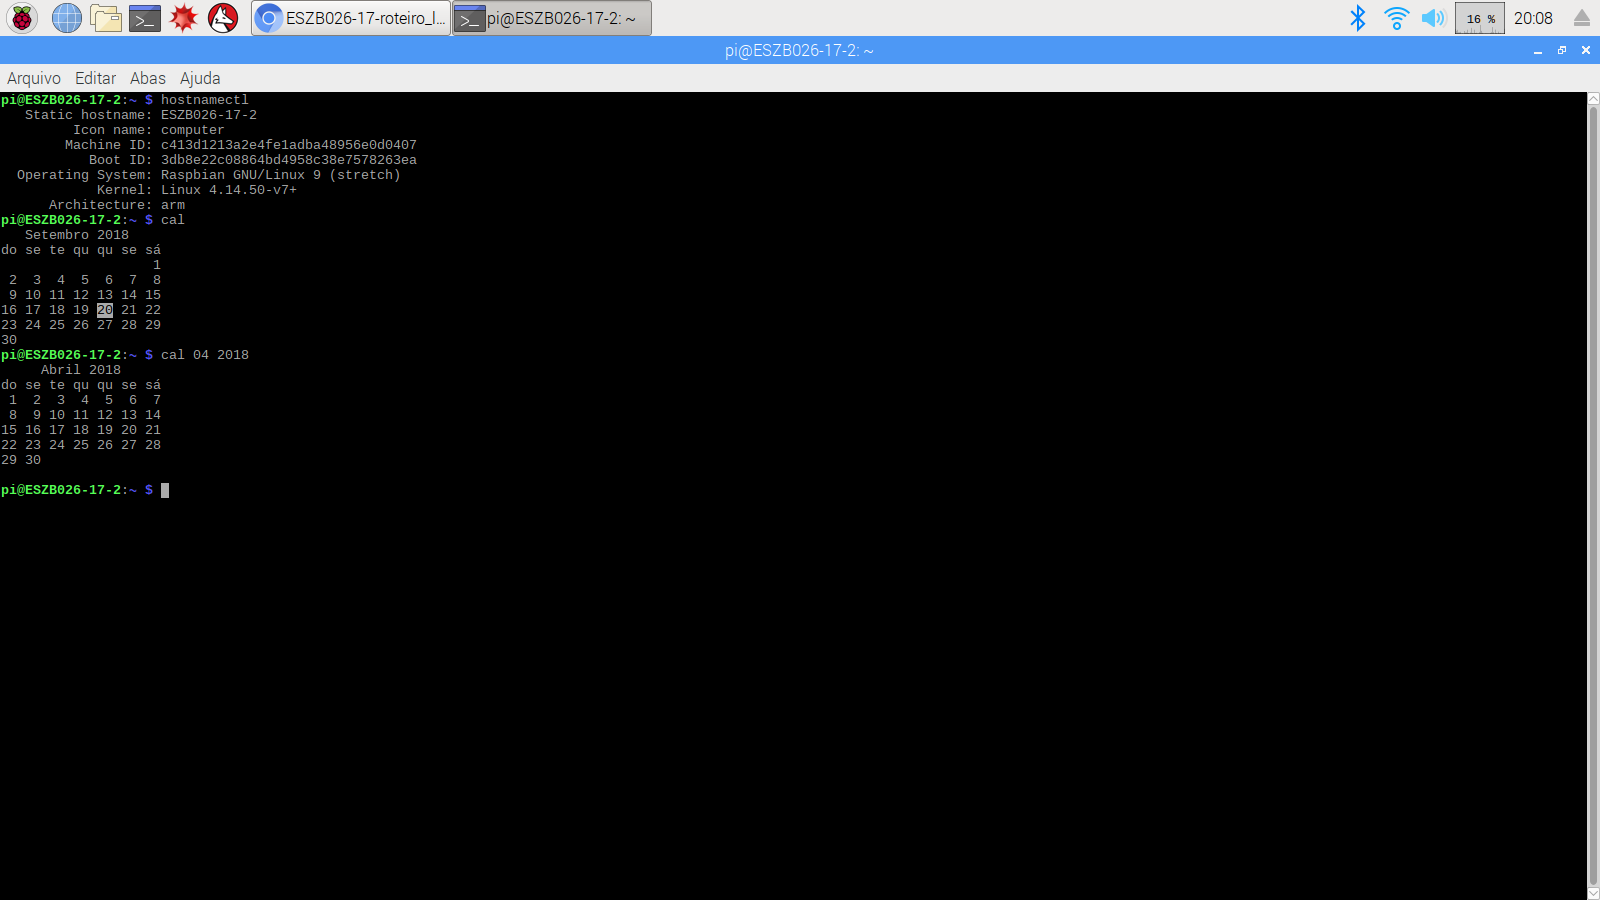 ESZB026-17-roteiro_l... pi@ESZB026-17-2: ~ 16 % 20:08
pi@ESZB026-17-2: ~
Arquivo Editar Abas Ajuda
pi@ESZB026-17-2:~ $ hostnamectl
   Static hostname: ESZB026-17-2
         Icon name: computer
        Machine ID: c413d1213a2e4fe1adba48956e0d0407
           Boot ID: 3db8e22c08864bd4958c38e7578263ea
  Operating System: Raspbian GNU/Linux 9 (stretch)
            Kernel: Linux 4.14.50-v7+
      Architecture: arm
pi@ESZB026-17-2:~ $ cal
   Setembro 2018
do se te qu qu se sá
                   1
 2  3  4  5  6  7  8
 9 10 11 12 13 14 15
16 17 18 19 20 21 22
23 24 25 26 27 28 29
30
pi@ESZB026-17-2:~ $ cal 04 2018
     Abril 2018
do se te qu qu se sá
 1  2  3  4  5  6  7
 8  9 10 11 12 13 14
15 16 17 18 19 20 21
22 23 24 25 26 27 28
29 30
pi@ESZB026-17-2:~ $